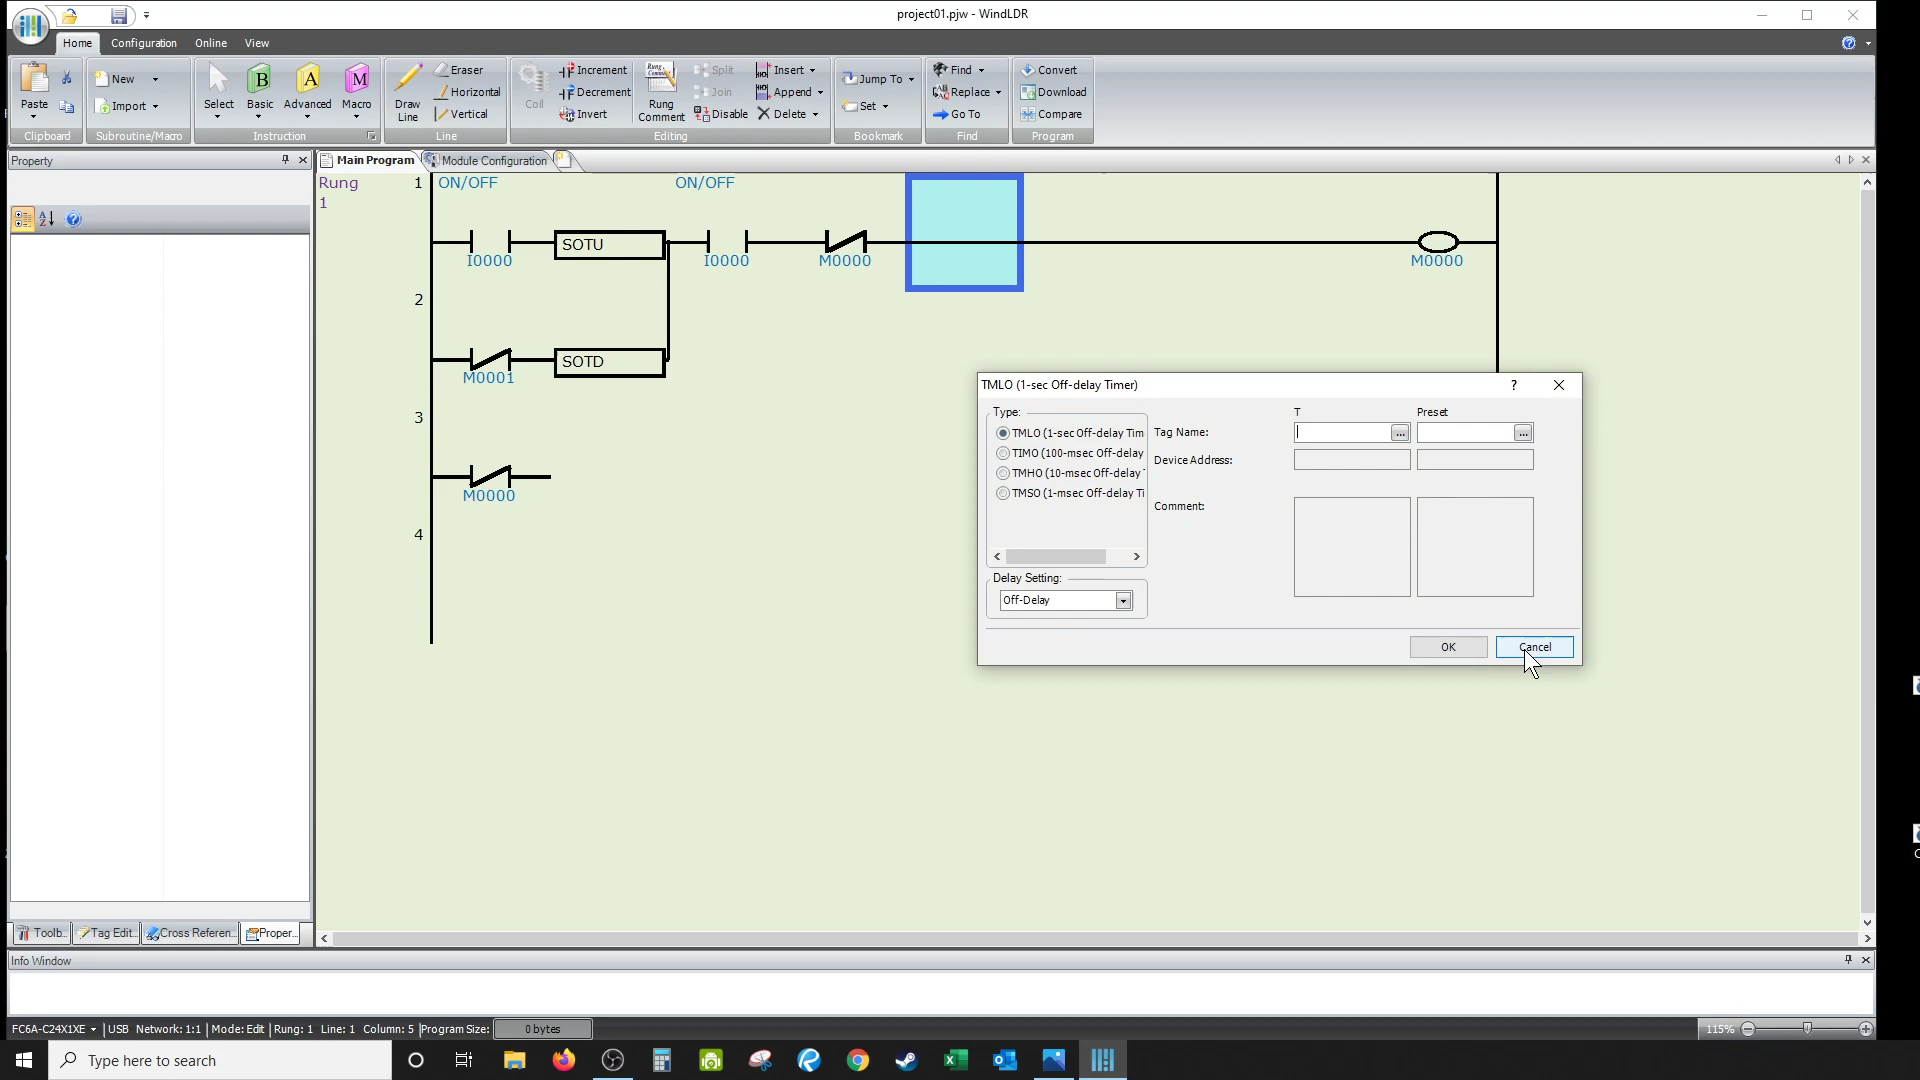 project01.pjw - WindLDR
Home Configuration Online View
Paste
New
Import
Select Basic Advanced Macro
B A M
Draw
Line
Eraser
Horizontal
Vertical
Coil
Increment
Decrement
Invert
Rung
Comment
Split
Join
Disable
Insert
Append
Delete
Jump To
Set
Find
Replace
Go To
Convert
Download
Compare
Clipboard Subroutine/Macro Instruction Line Editing Bookmark Find Program
Property
Main Program Module Configuration
Rung
1
1 ON/OFF ON/OFF
SOTU
I0000 I0000 M0000 M0000
2
SOTD
M0001
3
M0000
4
TMLO (1-sec Off-delay Timer)
?
Type: T Preset
TMLO (1-sec Off-delay Tim
TIMO (100-msec Off-delay
TMHO (10-msec Off-delay
TMSO (1-msec Off-delay Ti
Tag Name: ... ...
Device Address:
Comment:
Delay Setting:
Off-Delay
OK Cancel
Toolb... Tag Edit... Cross Referen... Proper...
Info Window
FC6A-C24X1XE USB Network: 1:1 Mode: Edit Rung: 1 Line: 1 Column: 5 Program Size: 0 bytes 115%
Type here to search